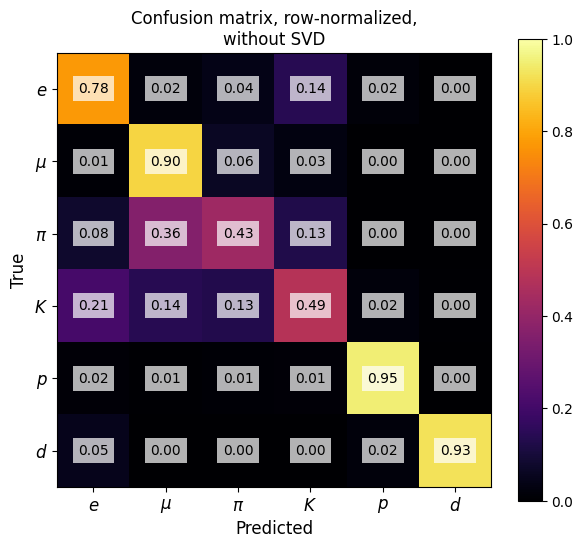 Confusion matrix, row-normalized,
without SVD
True
e 0.78 0.02 0.04 0.14 0.02 0.00
μ 0.01 0.90 0.06 0.03 0.00 0.00
π 0.08 0.36 0.43 0.13 0.00 0.00
K 0.21 0.14 0.13 0.49 0.02 0.00
p 0.02 0.01 0.01 0.01 0.95 0.00
d 0.05 0.00 0.00 0.00 0.02 0.93
e μ π K p d
Predicted
1.0
0.8
0.6
0.4
0.2
0.0